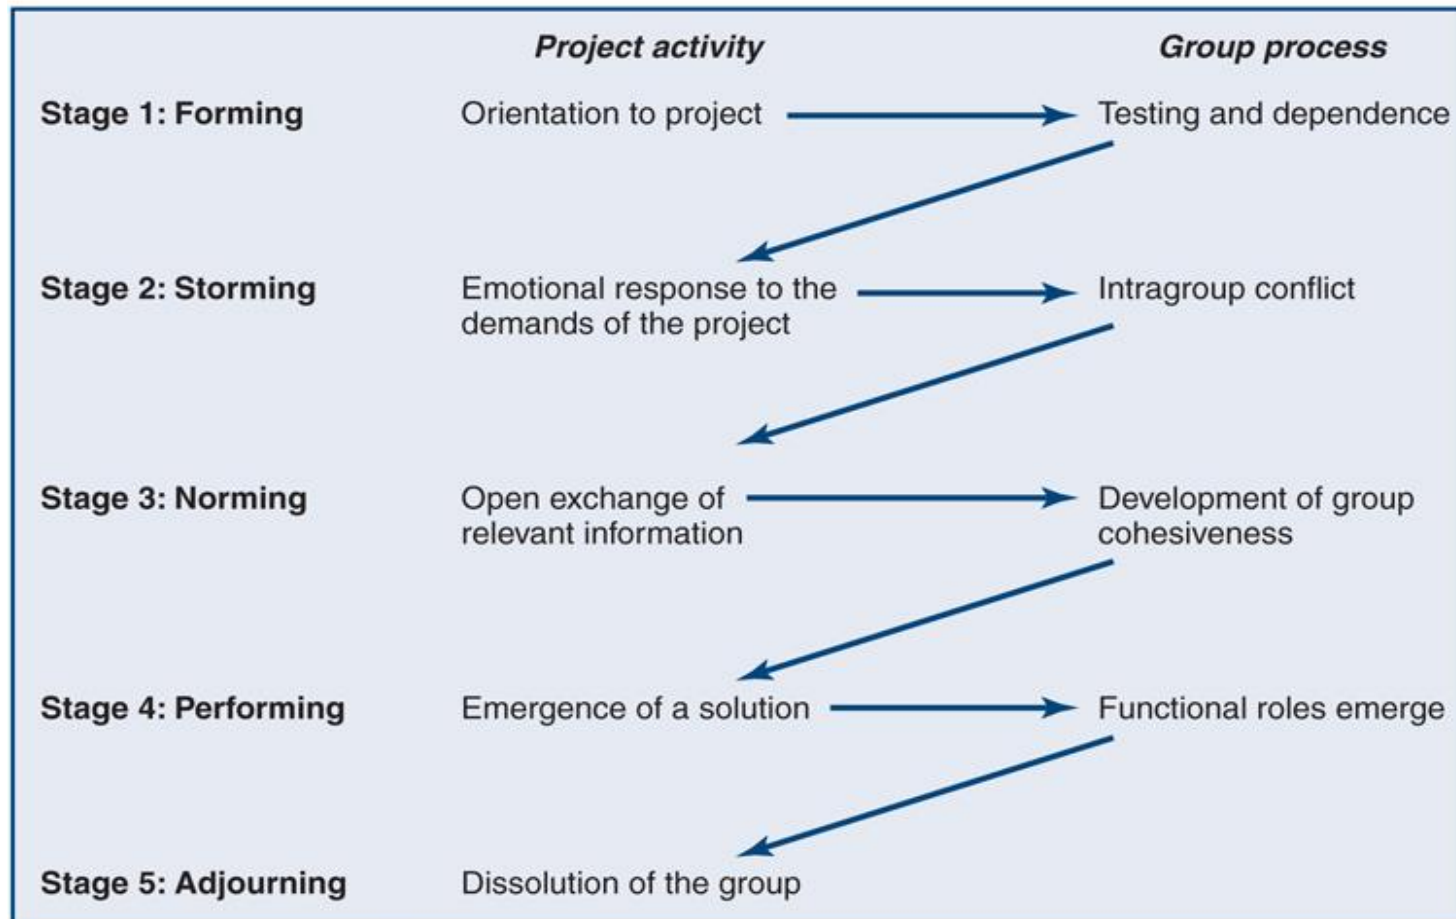 Project activity Group process
Stage 1: Forming Orientation to project Testing and dependence
Stage 2: Storming Emotional response to the Intragroup conflict
demands of the project
Stage 3: Norming Open exchange of Development of group
relevant information cohesiveness
Stage 4: Performing Emergence of a solution Functional roles emerge
Stage 5: Adjourning Dissolution of the group